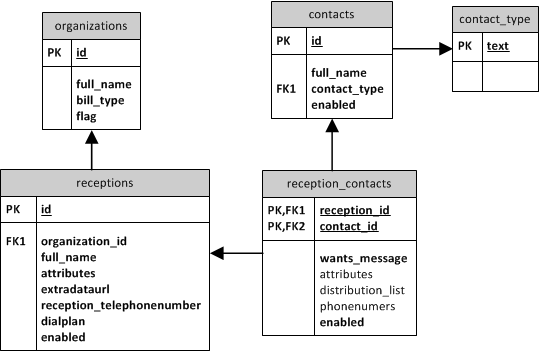 organizations
PK id
full_name
bill_type
flag
contacts
PK id
FK1
full_name
contact_type
enabled
contact_type
PK text
receptions
PK id
FK1 organization_id
full_name
attributes
extradataurl
reception_telephonenumber
dialplan
enabled
reception_contacts
PK,FK1 reception_id
PK,FK2 contact_id
wants_message
attributes
distribution_list
phonenumers
enabled